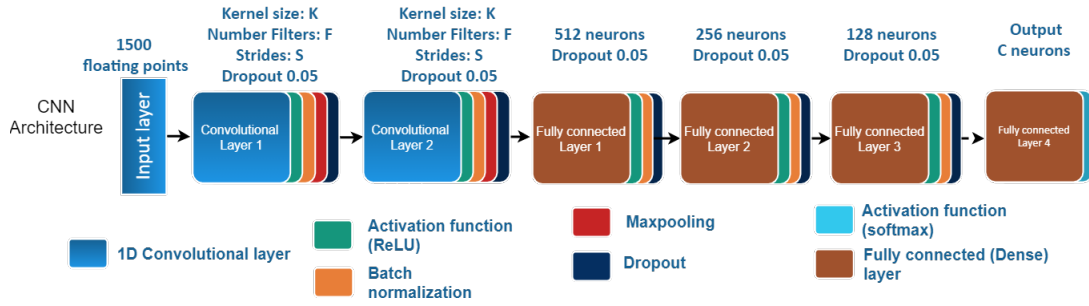 Kernel size: K
Number Filters: F
Strides: S
Dropout 0.05
Kernel size: K
Number Filters: F
Strides: S
Dropout 0.05
1500
floating points
512 neurons
Dropout 0.05
256 neurons
Dropout 0.05
128 neurons
Dropout 0.05
Output
C neurons
CNN
Architecture
Input layer
Convolutional
Layer 1
Convolutional
Layer 2
Fully connected
Layer 1
Fully connected
Layer 2
Fully connected
Layer 3
Fully connected
Layer 4
1D Convolutional layer
Activation function
(ReLU)
Batch
normalization
Maxpooling
Dropout
Activation function
(softmax)
Fully connected (Dense)
layer